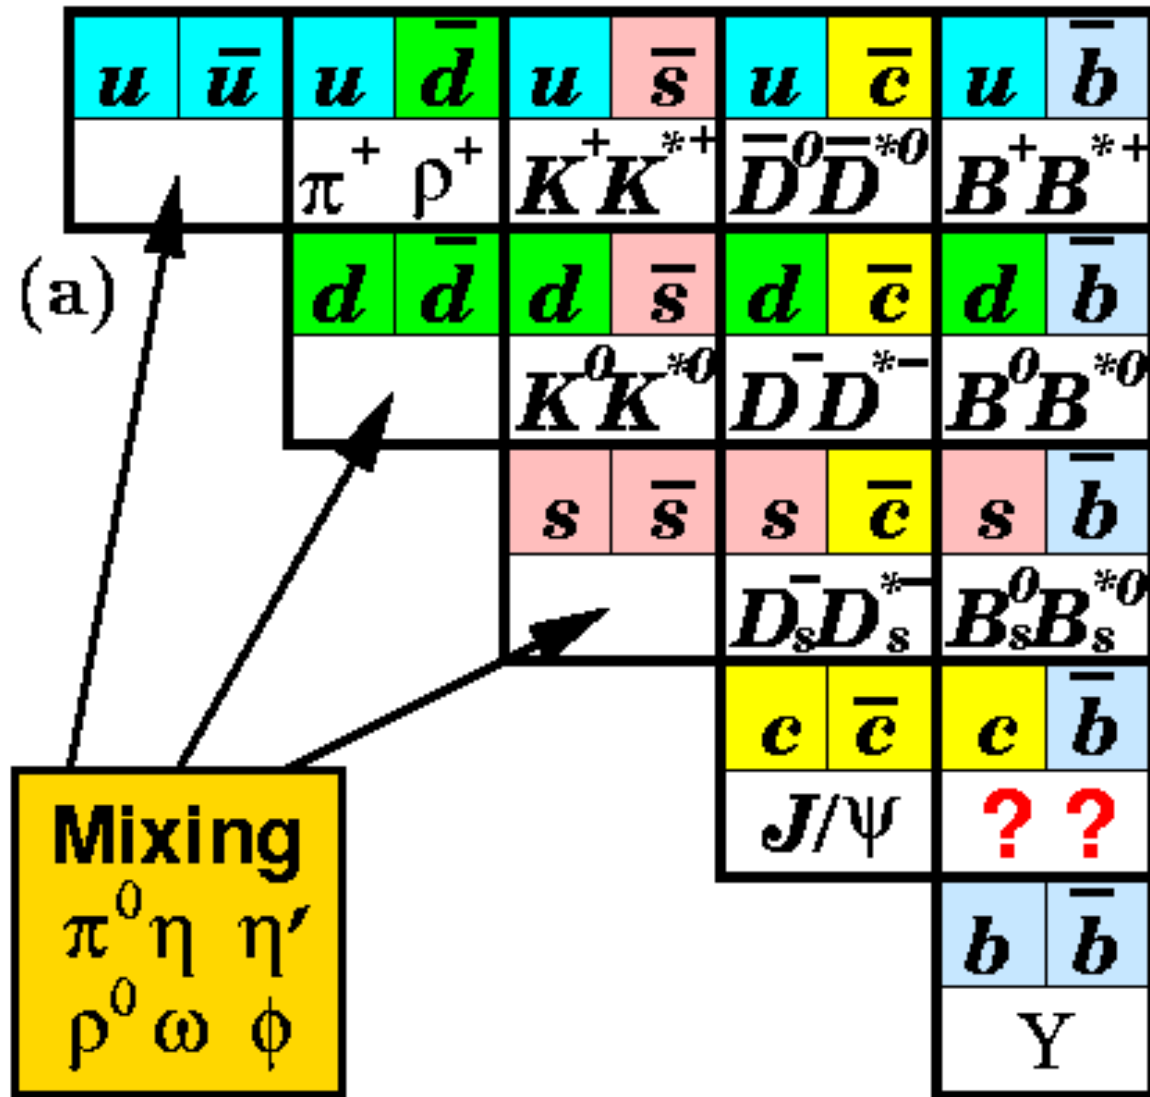 u ū u d̄ u s̄ u c̄ u b̄
π⁺ ρ⁺ K⁺ K*⁺ D̄⁰ D̄*⁰ B⁺ B*⁺
(a)
d d̄ d s̄ d c̄ d b̄
K⁰ K*⁰ D⁻ D*⁻ B⁰ B*⁰
s s̄ s c̄ s b̄
Dₛ⁻ Dₛ*⁻ Bₛ⁰ Bₛ*⁰
c c̄ c b̄
J/ψ ? ?
b b̄
Υ
Mixing
π⁰ η η′
ρ⁰ ω ϕ